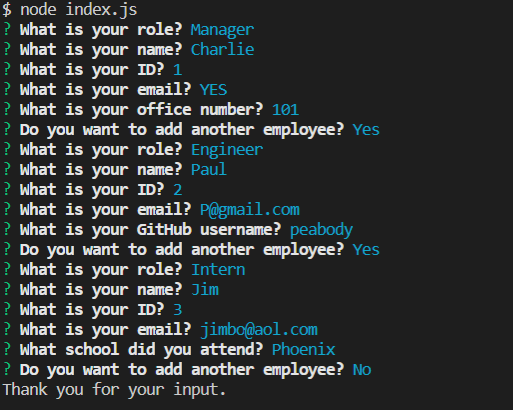 $ node index.js
? What is your role? Manager
? What is your name? Charlie
? What is your ID? 1
? What is your email? YES
? What is your office number? 101
? Do you want to add another employee? Yes
? What is your role? Engineer
? What is your name? Paul
? What is your ID? 2
? What is your email? P@gmail.com
? What is your GitHub username? peabody
? Do you want to add another employee? Yes
? What is your role? Intern
? What is your name? Jim
? What is your ID? 3
? What is your email? jimbo@aol.com
? What school did you attend? Phoenix
? Do you want to add another employee? No
Thank you for your input.